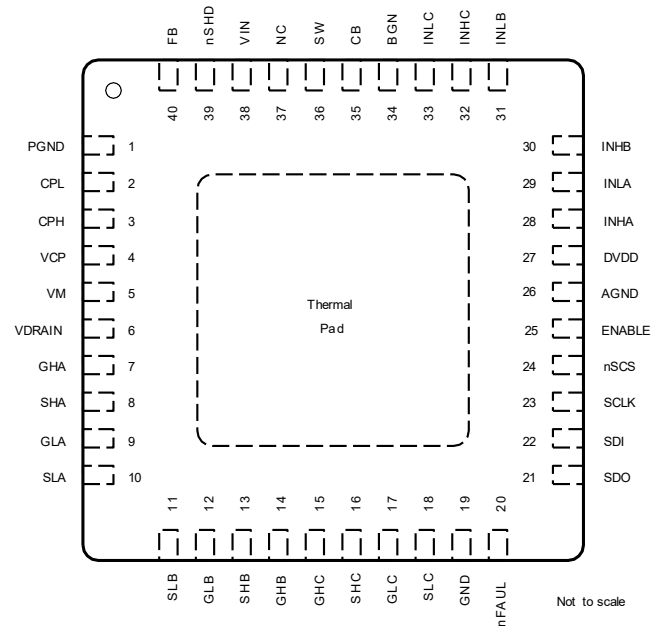 FB nSHD VIN NC SW CB BGN INLC INHC INLB
40 39 38 37 36 35 34 33 32 31
PGND 1 30 INHB
CPL 2 29 INLA
CPH 3 28 INHA
VCP 4 27 DVDD
VM 5 26 AGND
VDRAIN 6 25 ENABLE
GHA 7 24 nSCS
SHA 8 23 SCLK
GLA 9 22 SDI
SLA 10 21 SDO
Thermal
Pad
11 12 13 14 15 16 17 18 19 20
SLB GLB SHB GHB GHC SHC GLC SLC GND nFAUL
Not to scale